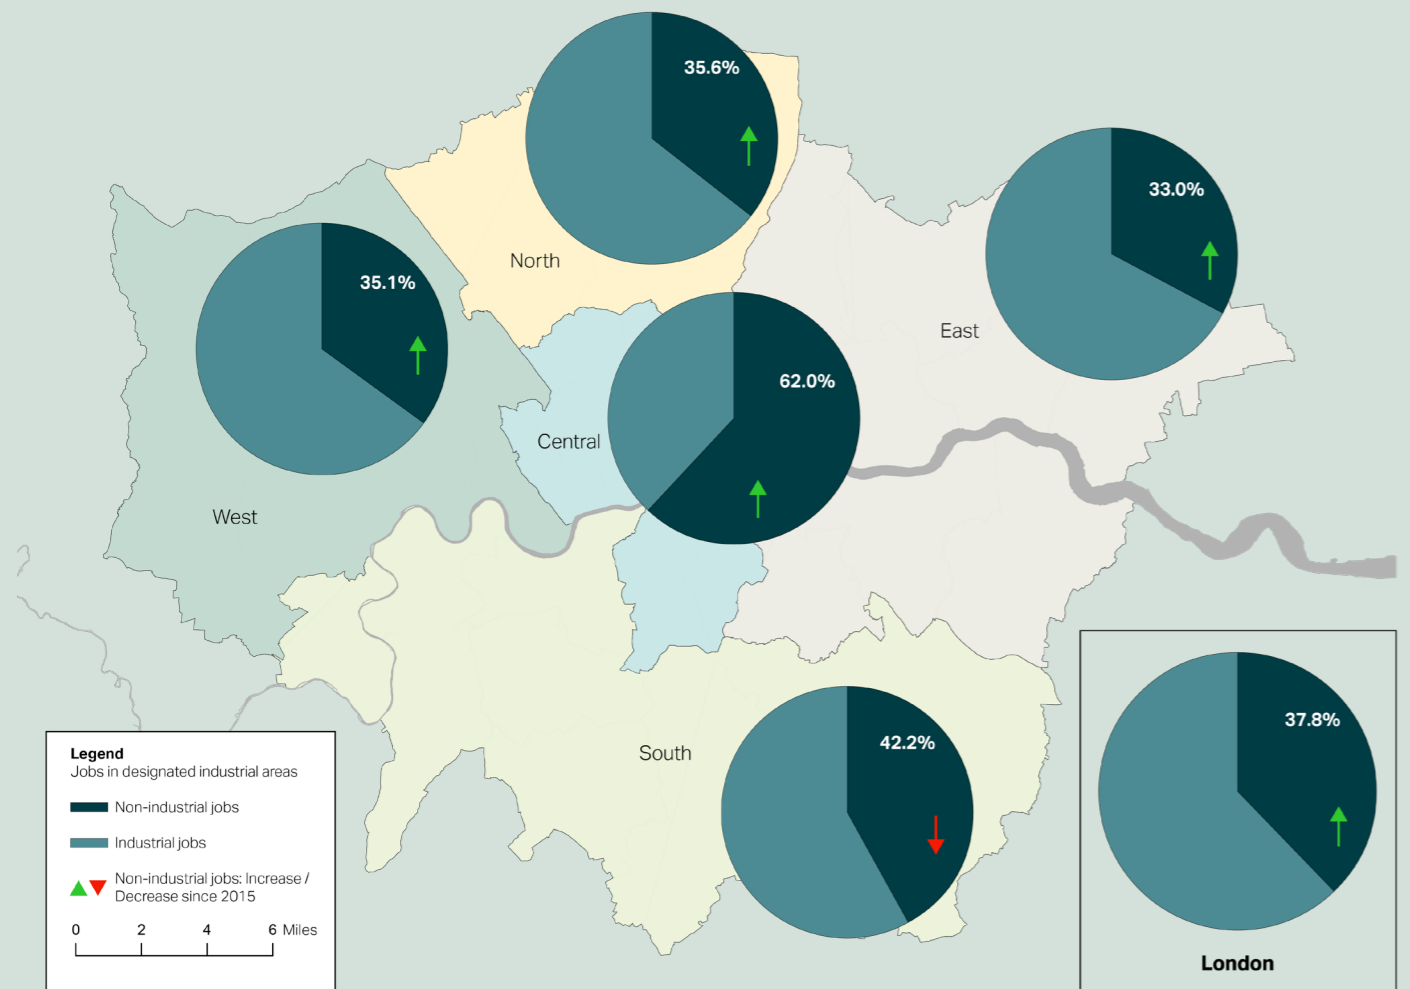 35.6%
33.0%
North
35.1%
East
62.0%
Central
West
42.2%
South
37.8%
London
Legend
Jobs in designated industrial areas
Non-industrial jobs
Industrial jobs
Non-industrial jobs: Increase /
Decrease since 2015
0 2 4 6 Miles